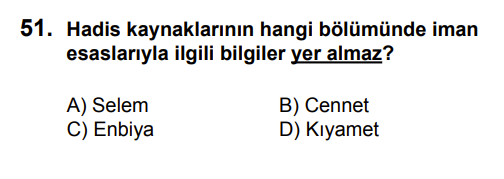 51. Hadis kaynaklarının hangi bölümünde iman
esaslarıyla ilgili bilgiler yer almaz?
A) Selem B) Cennet
C) Enbiya D) Kıyamet